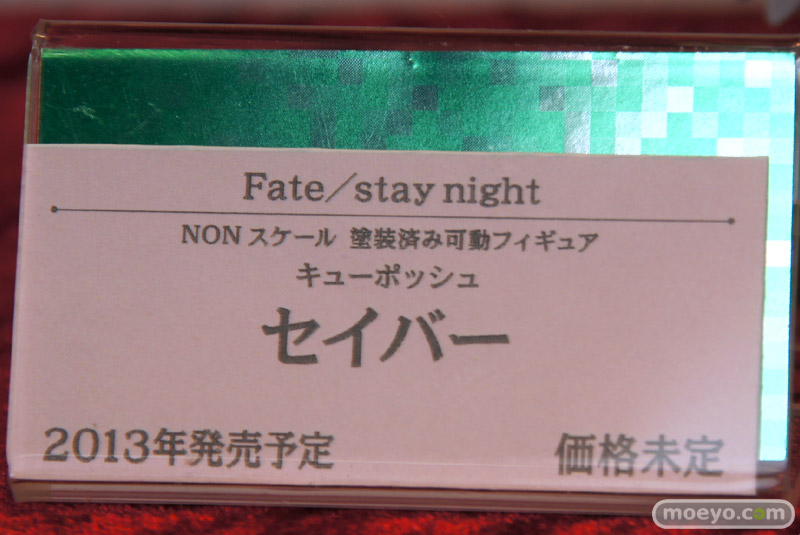 Fate/stay night
NONスケール 塗装済み可動フィギュア
キューポッシュ
セイバー
2013年発売予定 価格未定
moeyo.com